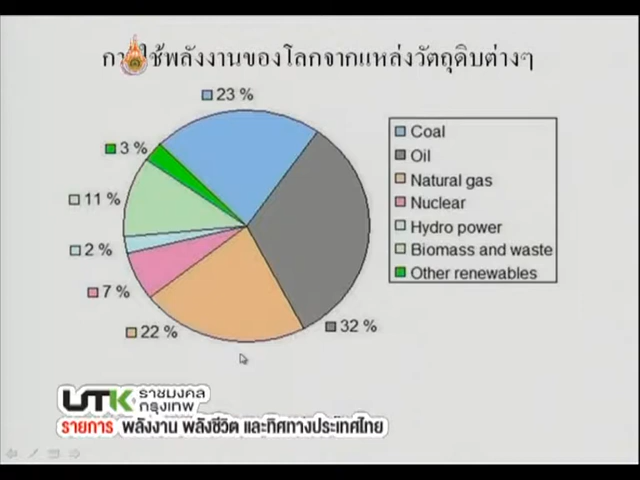 ใช้พลังงานของโลกจากแหล่งวัตถุดิบต่างๆ
23 %
3 %
11 %
2 %
7 %
22 %
32 %
Coal
Oil
Natural gas
Nuclear
Hydro power
Biomass and waste
Other renewables
UTK ราชมงคล
กรุงเทพ
รายการ พลังงาน พลังชีวิต และทิศทางประเทศไทย